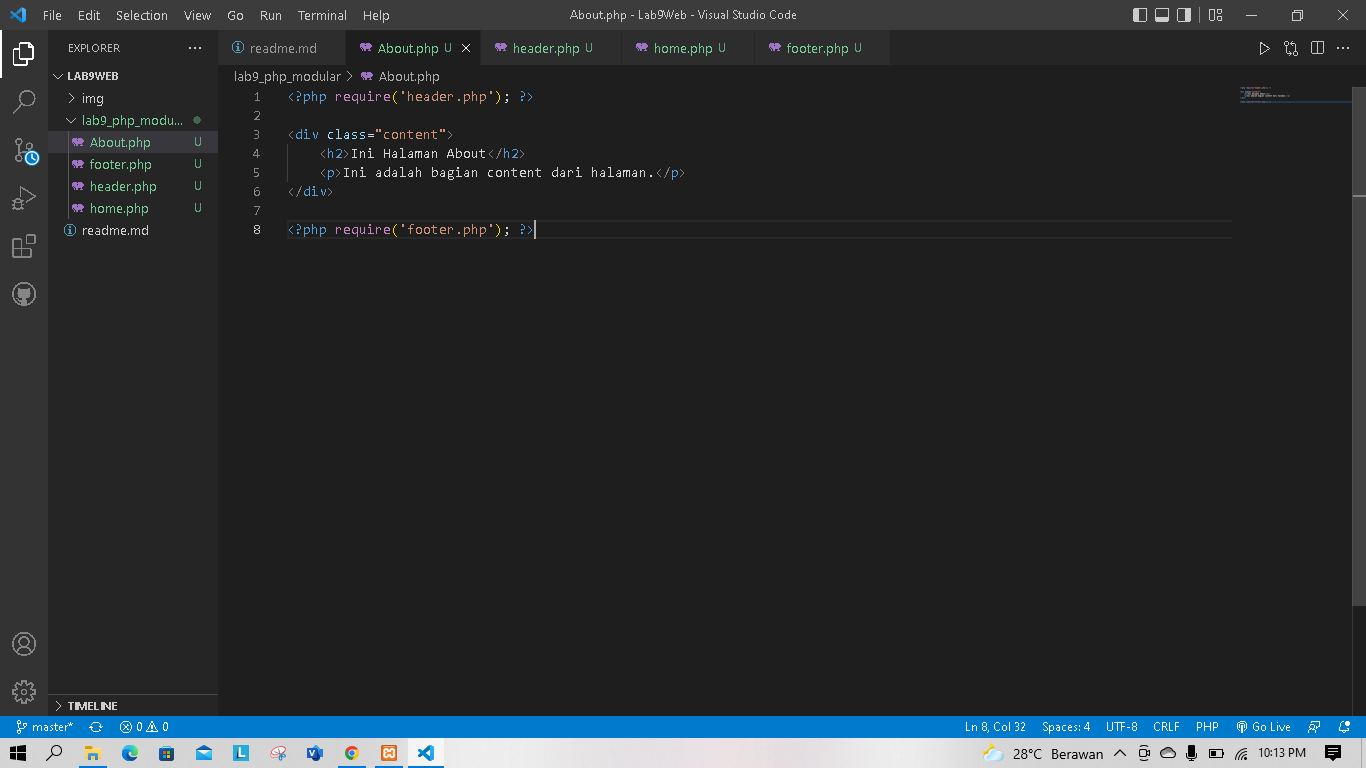 File Edit Selection View Go Run Terminal Help About.php - Lab9Web - Visual Studio Code
EXPLORER
readme.md About.php U header.php U home.php U footer.php U
LAB9WEB
img
lab9_php_modu...
About.php U
footer.php U
header.php U
home.php U
readme.md
TIMELINE
lab9_php_modular About.php
1 <?php require('header.php'); ?>
2
3 <div class="content">
4 <h2>Ini Halaman About</h2>
5 <p>Ini adalah bagian content dari halaman.</p>
6 </div>
7
8 <?php require('footer.php'); ?>
master* 0 0 Ln 8, Col 32 Spaces: 4 UTF-8 CRLF PHP Go Live
28°C Berawan 10:13 PM